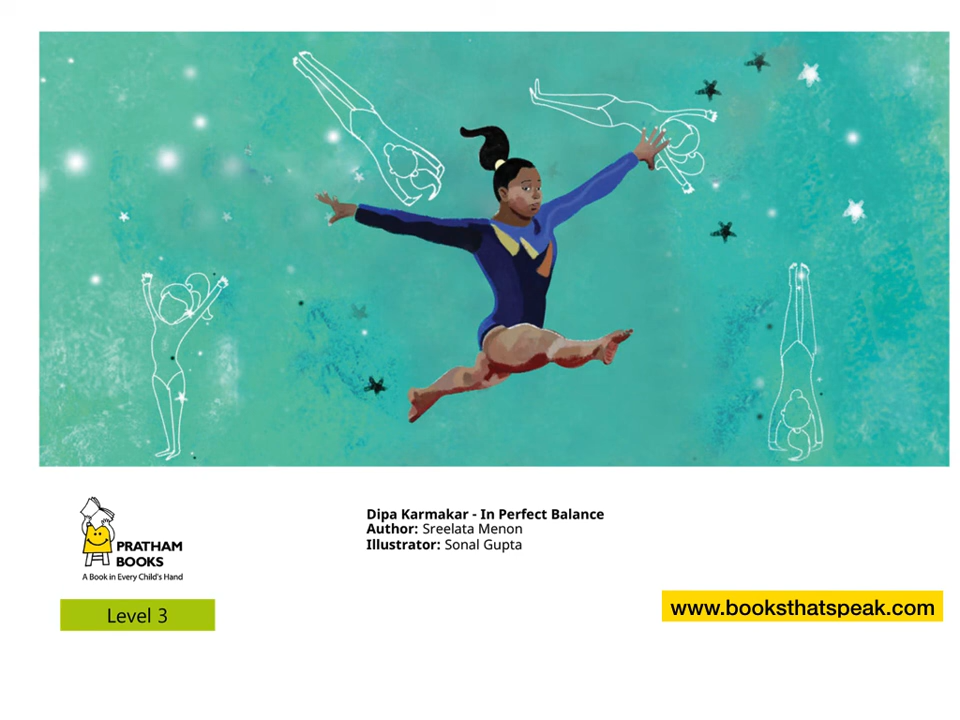 PRATHAM
BOOKS
A Book in Every Child's Hand
Level 3
Dipa Karmakar - In Perfect Balance
Author: Sreelata Menon
Illustrator: Sonal Gupta
www.booksthatspeak.com